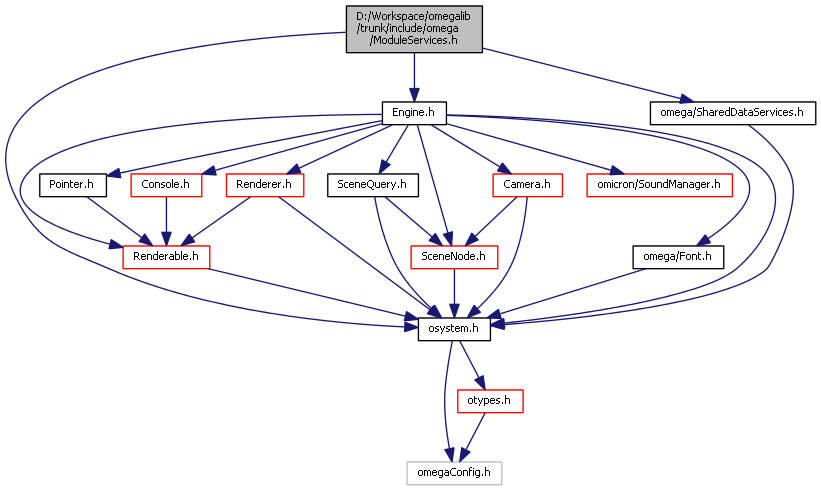 D:/Workspace/omegalib
/trunk/include/omega
/ModuleServices.h
Engine.h
omega/SharedDataServices.h
Pointer.h
Console.h
Renderer.h
SceneQuery.h
Camera.h
omicron/SoundManager.h
Renderable.h
SceneNode.h
omega/Font.h
osystem.h
otypes.h
omegaConfig.h